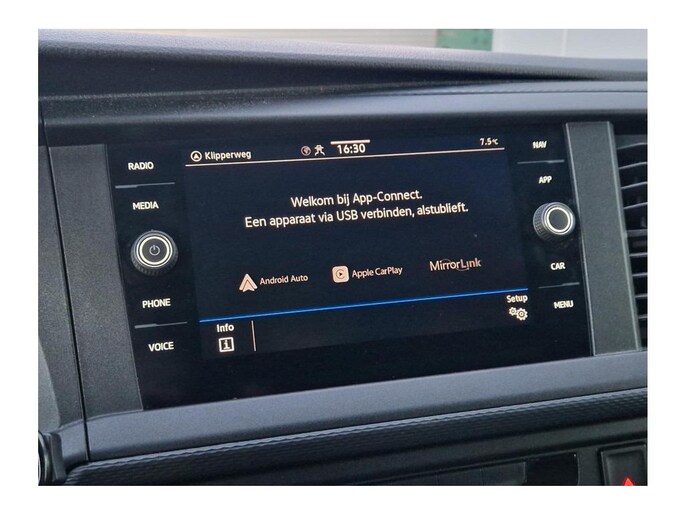 RADIO
MEDIA
PHONE
VOICE
Klipperweg
16:30
7.5°C
Welkom bij App-Connect.
Een apparaat via USB verbinden, alstublieft.
Android Auto
Apple CarPlay
MirrorLink
Info
Setup
NAV
APP
CAR
MENU